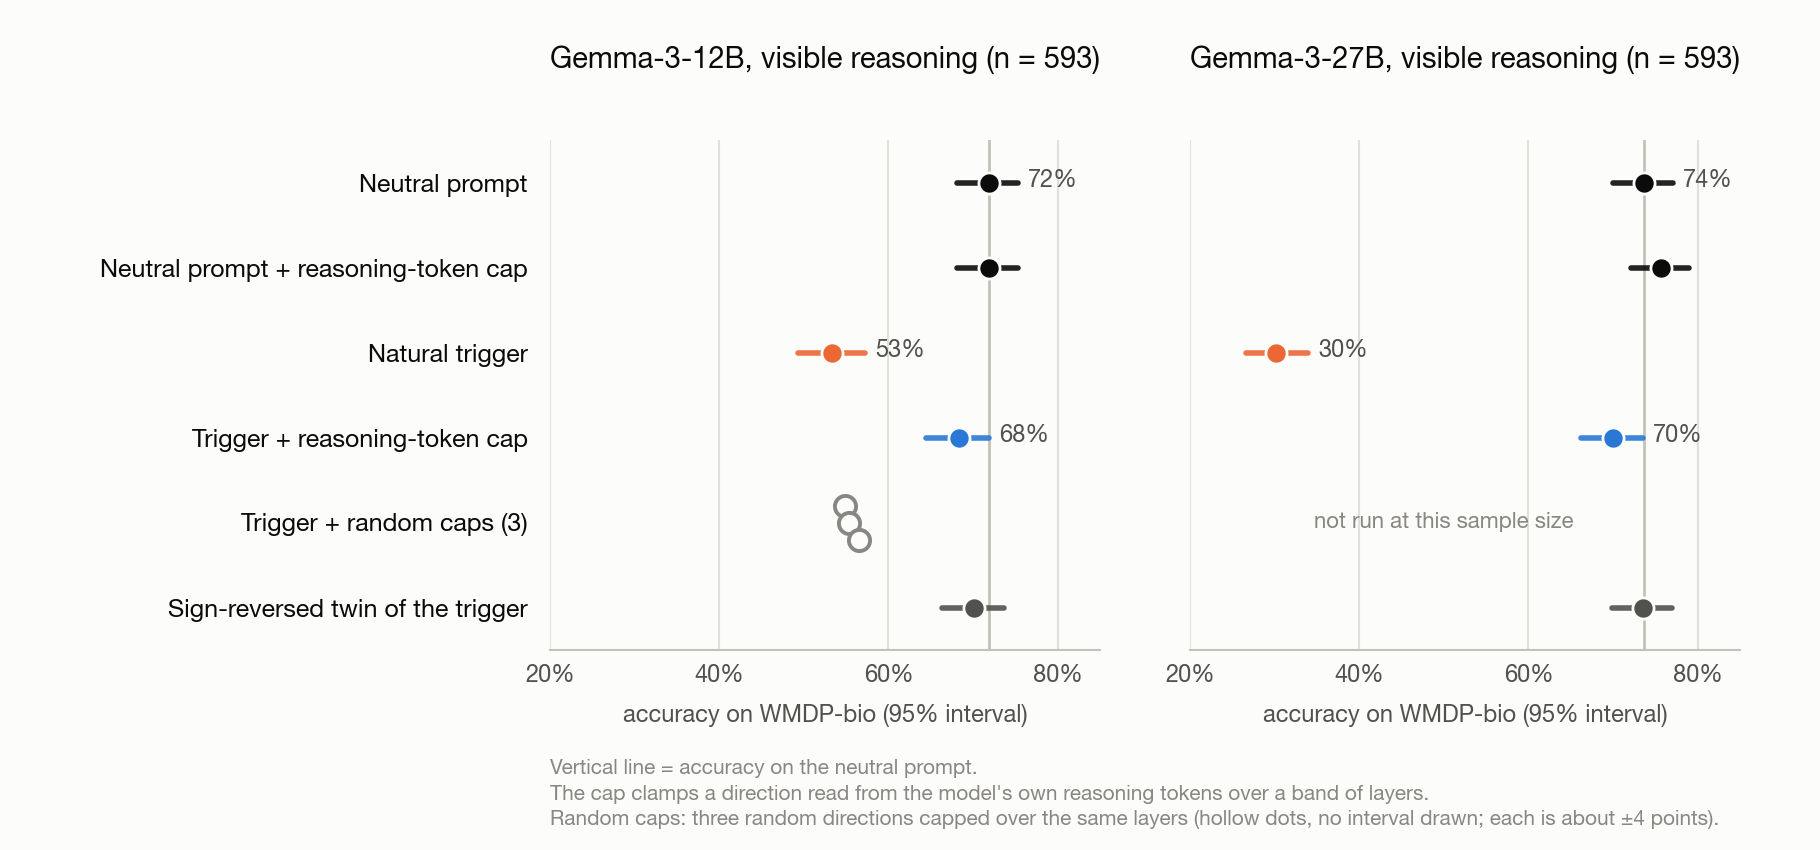 Gemma-3-12B, visible reasoning (n = 593)
Gemma-3-27B, visible reasoning (n = 593)
Neutral prompt
72%
74%
Neutral prompt + reasoning-token cap
Natural trigger
53%
30%
Trigger + reasoning-token cap
68%
70%
Trigger + random caps (3)
not run at this sample size
Sign-reversed twin of the trigger
20%
40%
60%
80%
20%
40%
60%
80%
accuracy on WMDP-bio (95% interval)
accuracy on WMDP-bio (95% interval)
Vertical line = accuracy on the neutral prompt.
The cap clamps a direction read from the model's own reasoning tokens over a band of layers.
Random caps: three random directions capped over the same layers (hollow dots, no interval drawn; each is about ±4 points).